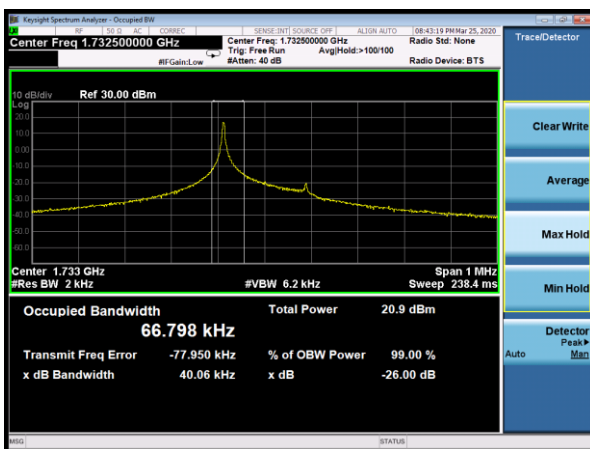 Keysight Spectrum Analyzer - Occupied BW
RF 50 Ω AC CORREC SENSE:INT SOURCE OFF ALIGN AUTO 08:43:19 PM Mar 25, 2020
Center Freq 1.732500000 GHz
Center Freq: 1.732500000 GHz
Radio Std: None
Trig: Free Run Avg|Hold:>100/100
#IFGain:Low #Atten: 40 dB Radio Device: BTS
Trace/Detector
10 dB/div Ref 30.00 dBm
Log
20.0
10.0
0.00
-10.0
-20.0
-30.0
-40.0
-50.0
-60.0
Center 1.733 GHz Span 1 MHz
#Res BW 2 kHz #VBW 6.2 kHz Sweep 238.4 ms
Occupied Bandwidth Total Power 20.9 dBm
66.798 kHz
Transmit Freq Error -77.950 kHz % of OBW Power 99.00 %
x dB Bandwidth 40.06 kHz x dB -26.00 dB
Clear Write
Average
Max Hold
Min Hold
Detector
Peak▶
Auto Man
MSG STATUS